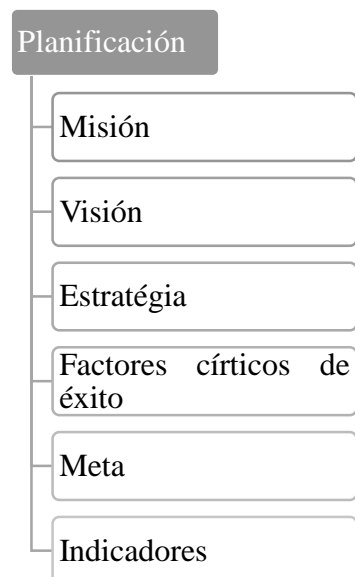 Planificación
Misión
Visión
Estratégia
Factores círticos de
éxito
Meta
Indicadores